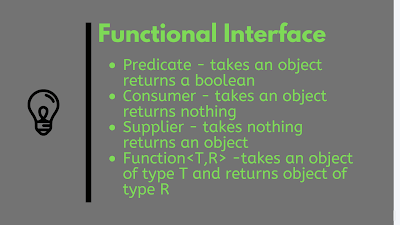 Functional Interface
Predicate - takes an object
returns a boolean
Consumer - takes an object
returns nothing
Supplier - takes nothing
returns an object
Function<T,R> -takes an object
of type T and returns object of
type R